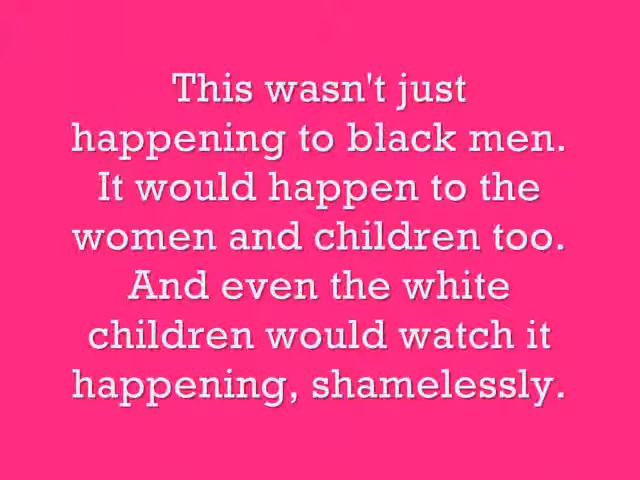 This wasn't just
happening to black men.
It would happen to the
women and children too.
And even the white
children would watch it
happening, shamelessly.